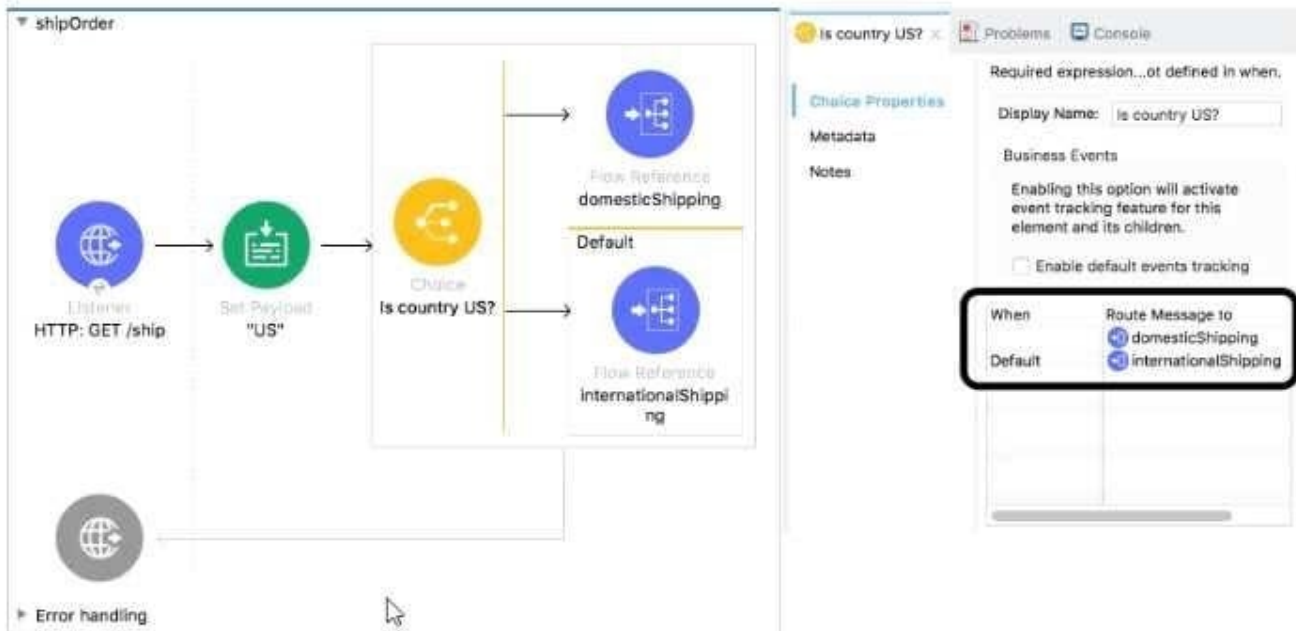 shipOrder
Flow Reference
domesticShipping
Default
Listener
HTTP: GET /ship
Set Payload
"US"
Choice
Is country US?
Flow Reference
internationalShippi
ng
Error handling
Is country US?
Problems
Console
Required expression...ot defined in when.
Choice Properties
Metadata
Notes
Display Name:
Is country US?
Business Events
Enabling this option will activate
event tracking feature for this
element and its children.
Enable default events tracking
When
Route Message to
domesticShipping
Default
internationalShipping